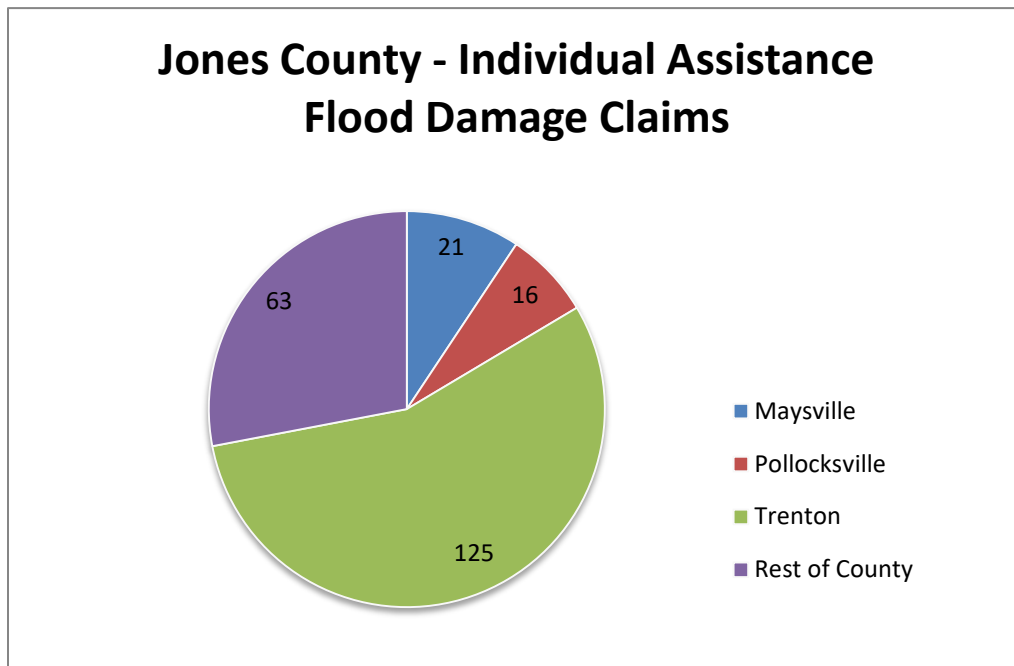 Jones County - Individual Assistance
Flood Damage Claims
21
16
63
125
Maysville
Pollocksville
Trenton
Rest of County